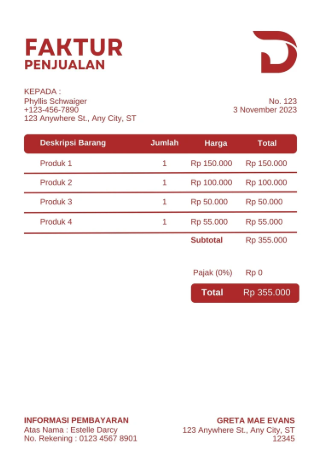 FAKTUR
PENJUALAN
KEPADA :
Phyllis Schwaiger
+123-456-7890
123 Anywhere St., Any City, ST
No. 123
3 November 2023
Deskripsi Barang Jumlah Harga Total
Produk 1 1 Rp 150.000 Rp 150.000
Produk 2 1 Rp 100.000 Rp 100.000
Produk 3 1 Rp 50.000 Rp 50.000
Produk 4 1 Rp 55.000 Rp 55.000
Subtotal Rp 355.000
Pajak (0%) Rp 0
Total Rp 355.000
INFORMASI PEMBAYARAN
Atas Nama : Estelle Darcy
No. Rekening : 0123 4567 8901
GRETA MAE EVANS
123 Anywhere St., Any City, ST
12345